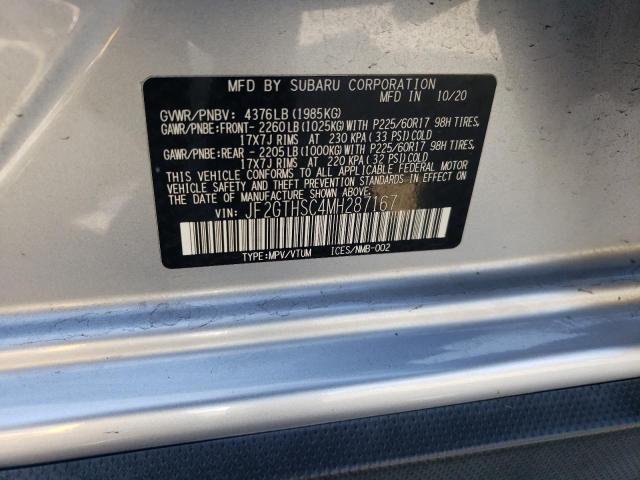 MFD BY SUBARU CORPORATION
MFD IN 10/20
GVWR/PNBV: 4376LB(1985KG)
GAWR/PNBE:FRONT- 2260LB(1025KG)WITH P225/60R17 98H TIRES,
17X7J RIMS AT 230 KPA( 33 PSI)COLD
GAWR/PNBE:REAR - 2205LB(1000KG)WITH P225/60R17 98H TIRES,
17X7J RIMS AT 220 KPA( 32 PSI)COLD
THIS VEHICLE CONFORMS TO ALL APPLICABLE FEDERAL MOTOR
VEHICLE SAFETY AND THEFT PREVENTION STANDARDS IN
EFFECT ON THE DATE OF MANUFACTURE SHOWN ABOVE.
VIN: JF2GTHSC4MH287167
TYPE:MPV/VTUM ICES/NMB-002